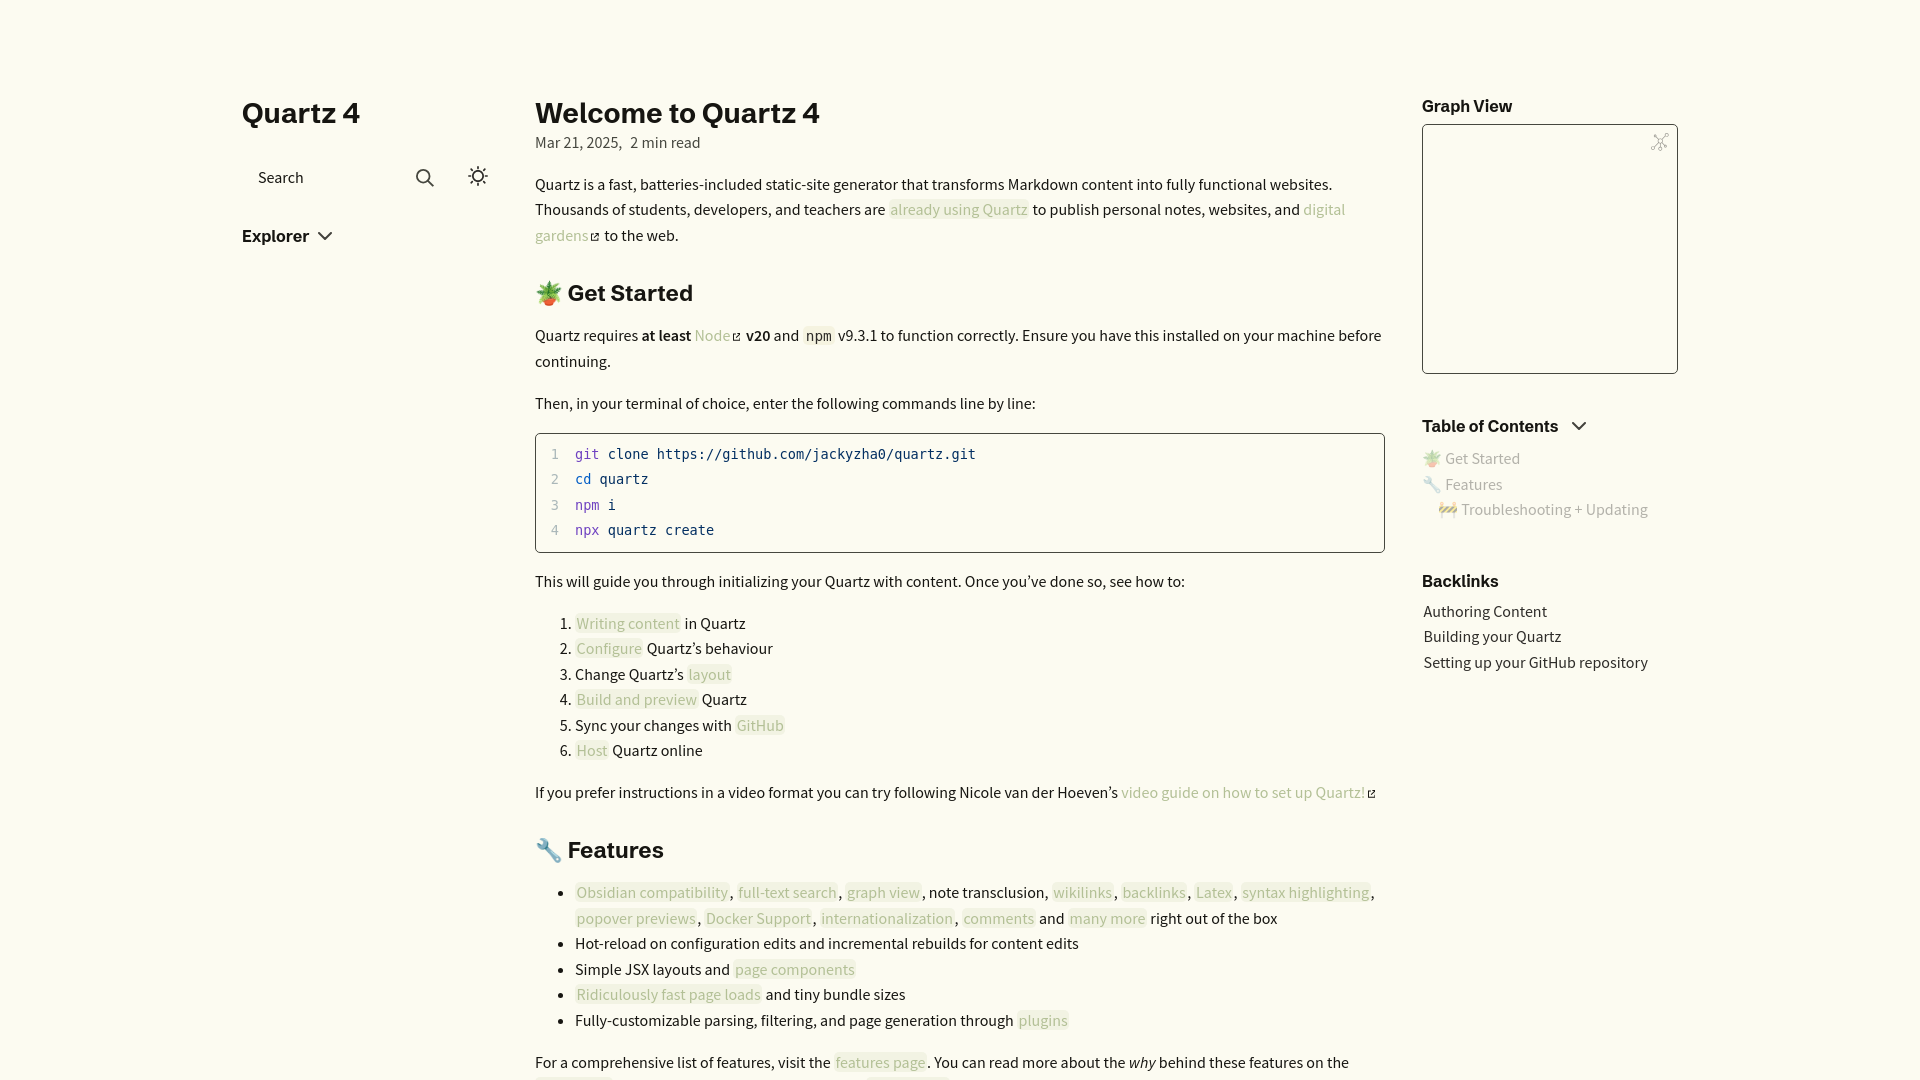 Quartz 4
Search
Explorer
Welcome to Quartz 4
Mar 21, 2025, 2 min read
Quartz is a fast, batteries-included static-site generator that transforms Markdown content into fully functional websites.
Thousands of students, developers, and teachers are already using Quartz to publish personal notes, websites, and digital
gardens to the web.
🪴 Get Started
Quartz requires at least Node v20 and npm v9.3.1 to function correctly. Ensure you have this installed on your machine before
continuing.
Then, in your terminal of choice, enter the following commands line by line:
1 git clone https://github.com/jackyzha0/quartz.git
2 cd quartz
3 npm i
4 npx quartz create
This will guide you through initializing your Quartz with content. Once you’ve done so, see how to:
1. Writing content in Quartz
2. Configure Quartz’s behaviour
3. Change Quartz’s layout
4. Build and preview Quartz
5. Sync your changes with GitHub
6. Host Quartz online
If you prefer instructions in a video format you can try following Nicole van der Hoeven’s video guide on how to set up Quartz!
🔧 Features
• Obsidian compatibility, full-text search, graph view, note transclusion, wikilinks, backlinks, Latex, syntax highlighting,
popover previews, Docker Support, internationalization, comments and many more right out of the box
• Hot-reload on configuration edits and incremental rebuilds for content edits
• Simple JSX layouts and page components
• Ridiculously fast page loads and tiny bundle sizes
• Fully-customizable parsing, filtering, and page generation through plugins
For a comprehensive list of features, visit the features page. You can read more about the why behind these features on the
Graph View
Table of Contents
🪴 Get Started
🔧 Features
🚧 Troubleshooting + Updating
Backlinks
Authoring Content
Building your Quartz
Setting up your GitHub repository